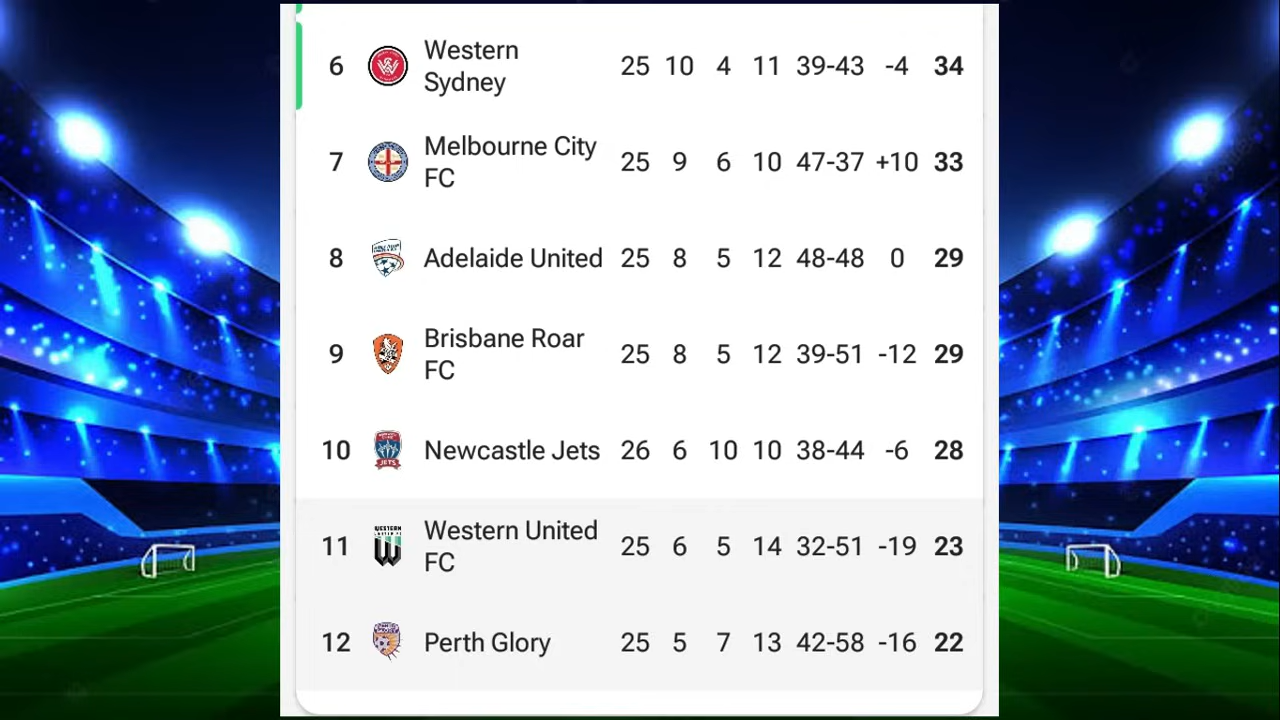 6 Western Sydney 25 10 4 11 39-43 -4 34
7 Melbourne City FC 25 9 6 10 47-37 +10 33
8 Adelaide United 25 8 5 12 48-48 0 29
9 Brisbane Roar FC 25 8 5 12 39-51 -12 29
10 Newcastle Jets 26 6 10 10 38-44 -6 28
JETS
11 Western United FC 25 6 5 14 32-51 -19 23
WESTERN
12 Perth Glory 25 5 7 13 42-58 -16 22